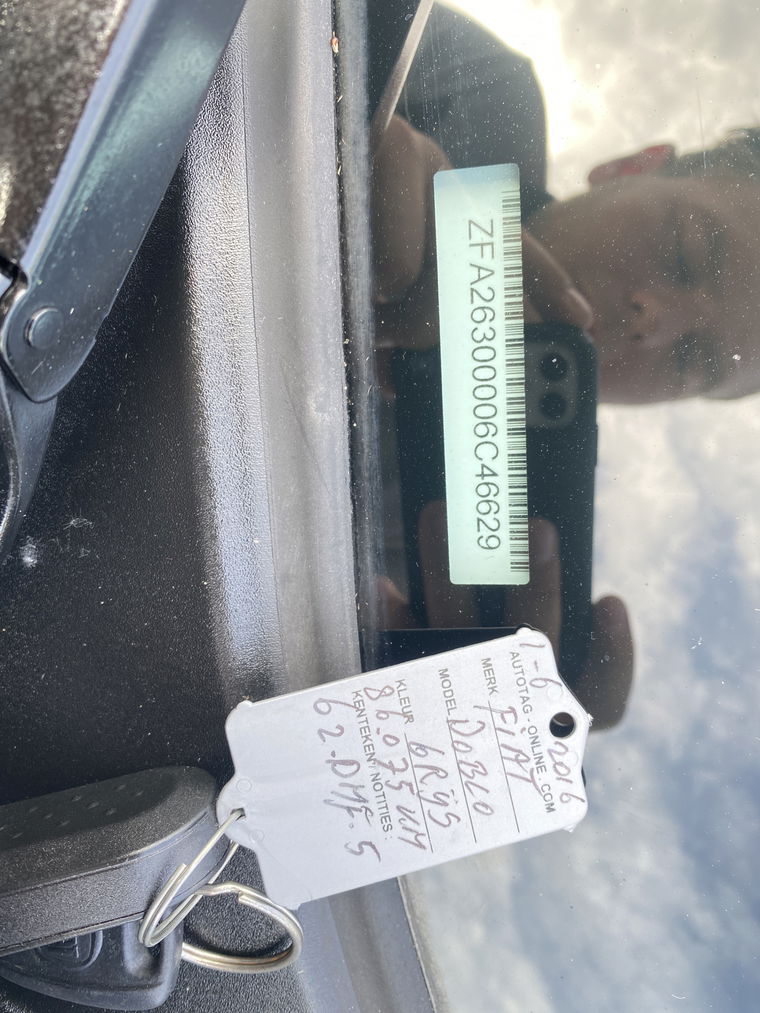 ZFA26300006C46629
1-6 2016
AUTOTAG-ONLINE.COM
MERK FIAT
MODEL DOBLO
KLEUR GRIJS
86.075 KM
KENTEKEN/NOTITIES:
62.DMF.5